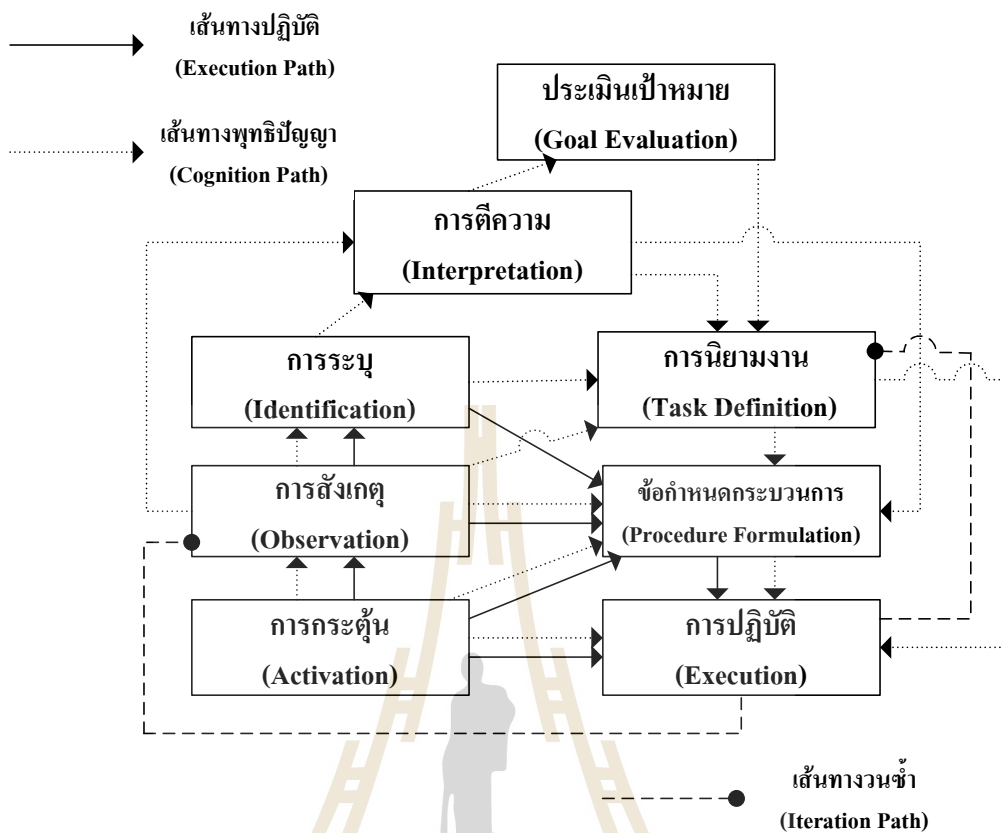 เส้นทางปฏิบัติ
(Execution Path)
เส้นทางพุทธิปัญญา
(Cognition Path)
ประเมินเป้าหมาย
(Goal Evaluation)
การตีความ
(Interpretation)
การระบุ
(Identification)
การนิยามงาน
(Task Definition)
การสังเกตุ
(Observation)
ข้อกำหนดกระบวนการ
(Procedure Formulation)
การกระตุ้น
(Activation)
การปฏิบัติ
(Execution)
เส้นทางวนซ้ำ
(Iteration Path)